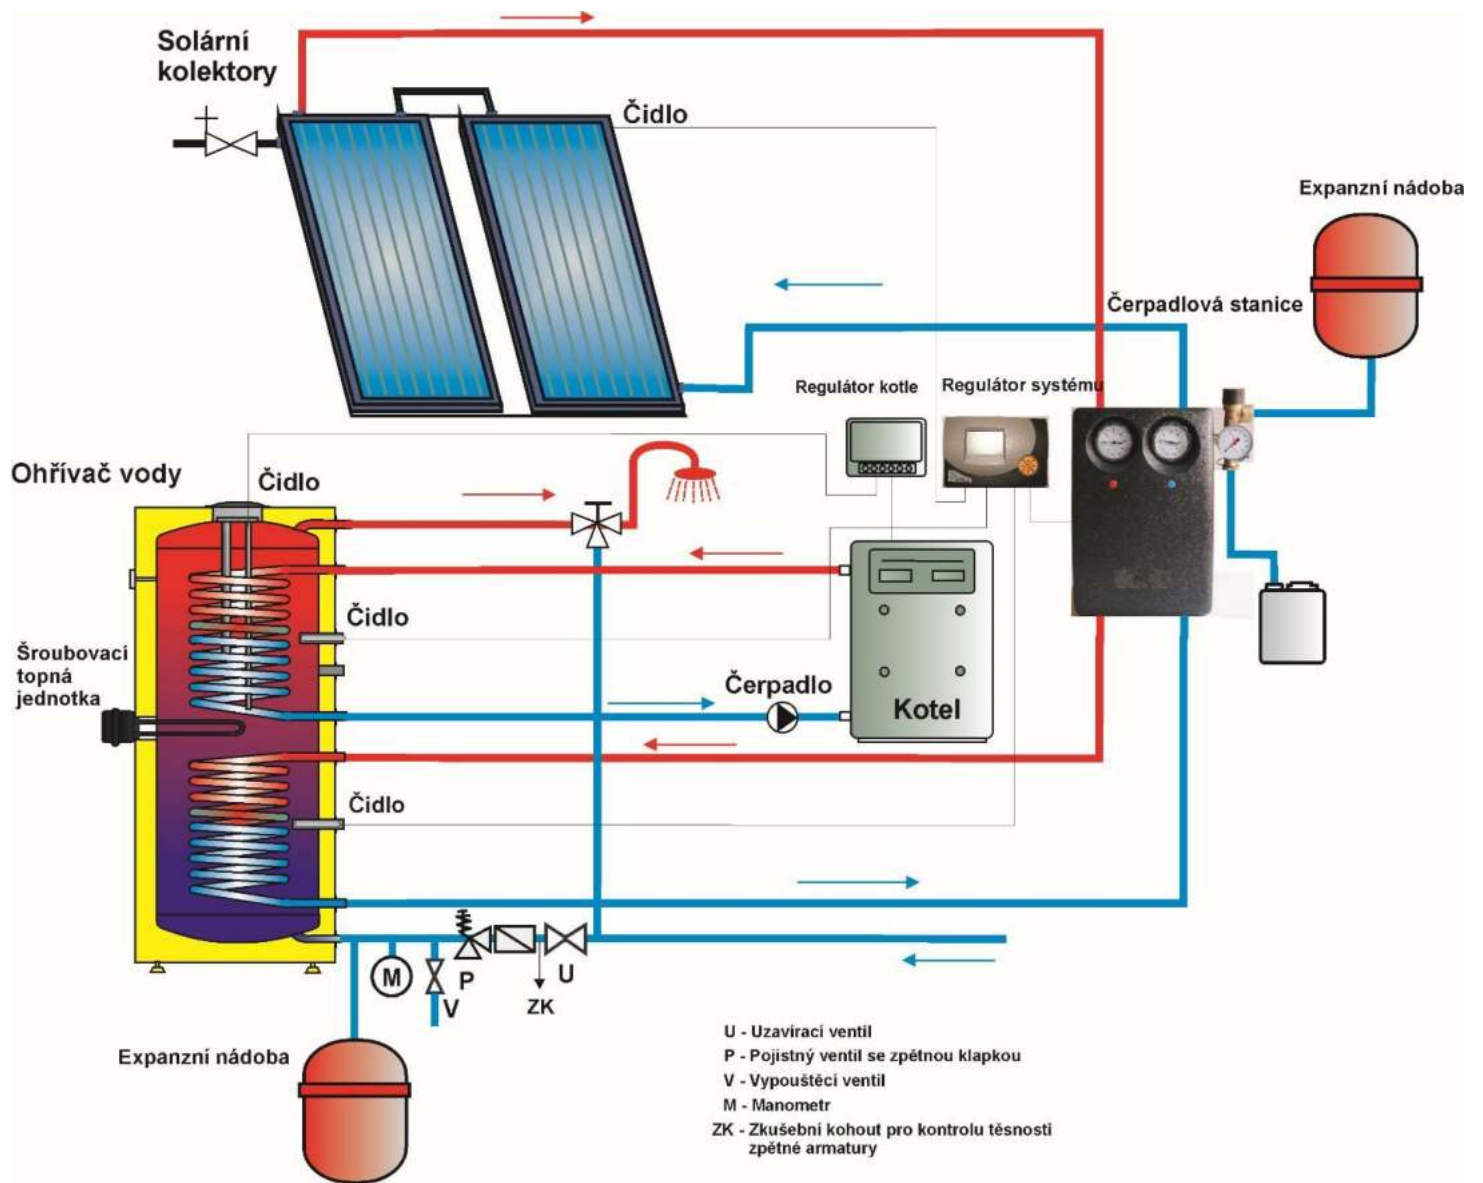 Solární
kolektory
Čidlo
Expanzní nádoba
Čerpadlová stanice
Regulátor kotle
Regulátor systému
Ohřívač vody
Čidlo
Čidlo
Šroubovací
topná
jednotka
Čerpadlo
Kotel
Čidlo
M
P
U
V
ZK
Expanzní nádoba
U - Uzavírací ventil
P - Pojistný ventil se zpětnou klapkou
V - Vypouštěcí ventil
M - Manometr
ZK - Zkušební kohout pro kontrolu těsnosti
zpětné armatury